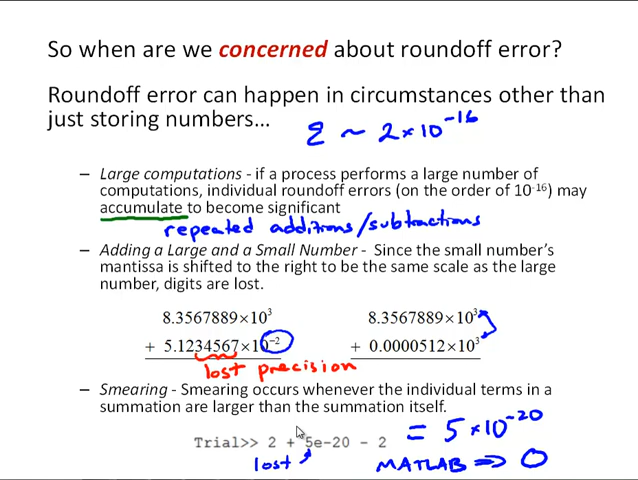 So when are we concerned about roundoff error?
Roundoff error can happen in circumstances other than
just storing numbers...
ε ~ 2×10⁻¹⁶
– Large computations - if a process performs a large number of
computations, individual roundoff errors (on the order of 10⁻¹⁶) may
accumulate to become significant
repeated additions/subtractions
– Adding a Large and a Small Number - Since the small number's
mantissa is shifted to the right to be the same scale as the large
number, digits are lost.
8.3567889×10³ 8.3567889×10³
+ 5.1234567×10⁻² + 0.0000512×10³
lost precision
– Smearing - Smearing occurs whenever the individual terms in a
summation are larger than the summation itself.
Trial>> 2 + 5e-20 - 2 = 5×10⁻²⁰
lost MATLAB ⇒ 0